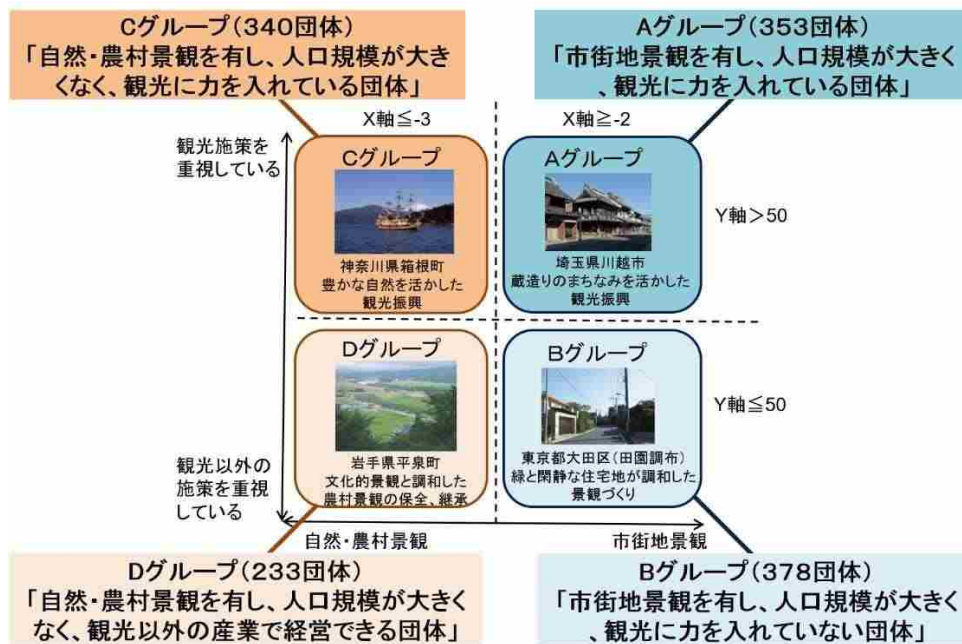 Cグループ(340団体)
「自然・農村景観を有し、人口規模が大き
くなく、観光に力を入れている団体」
Aグループ(353団体)
「市街地景観を有し、人口規模が大きく
、観光に力を入れている団体」
X軸≦-3
X軸≧-2
観光施策を
重視している
Cグループ
神奈川県箱根町
豊かな自然を活かした
観光振興
Aグループ
埼玉県川越市
蔵造りのまちなみを活かした
観光振興
Y軸>50
Dグループ
岩手県平泉町
文化的景観と調和した
農村景観の保全、継承
Bグループ
東京都大田区(田園調布)
緑と閑静な住宅地が調和した
景観づくり
Y軸≦50
観光以外の
施策を重視
している
自然・農村景観
市街地景観
Dグループ(233団体)
「自然・農村景観を有し、人口規模が大きく
なく、観光以外の産業で経営できる団体」
Bグループ(378団体)
「市街地景観を有し、人口規模が大きく
、観光に力を入れていない団体」